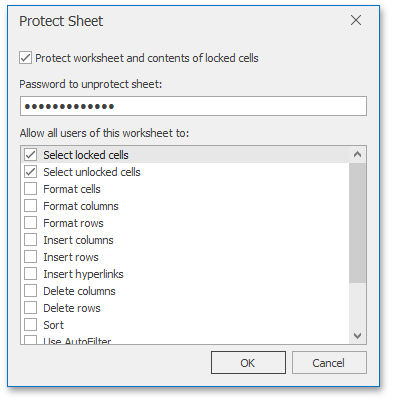 Protect Sheet
Protect worksheet and contents of locked cells
Password to unprotect sheet:
•••••••••••••
Allow all users of this worksheet to:
Select locked cells
Select unlocked cells
Format cells
Format columns
Format rows
Insert columns
Insert rows
Insert hyperlinks
Delete columns
Delete rows
Sort
Use AutoFilter
OK
Cancel